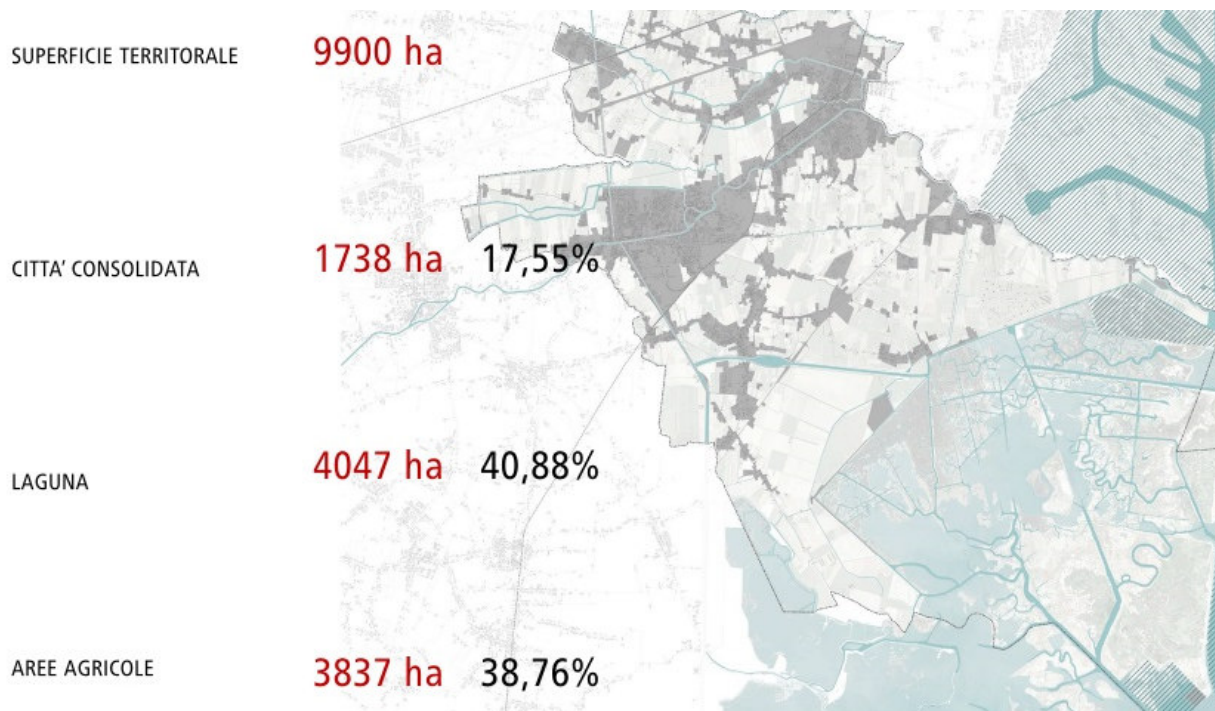 SUPERFICIE TERRITORALE 9900 ha
CITTA' CONSOLIDATA 1738 ha 17,55%
LAGUNA 4047 ha 40,88%
AREE AGRICOLE 3837 ha 38,76%